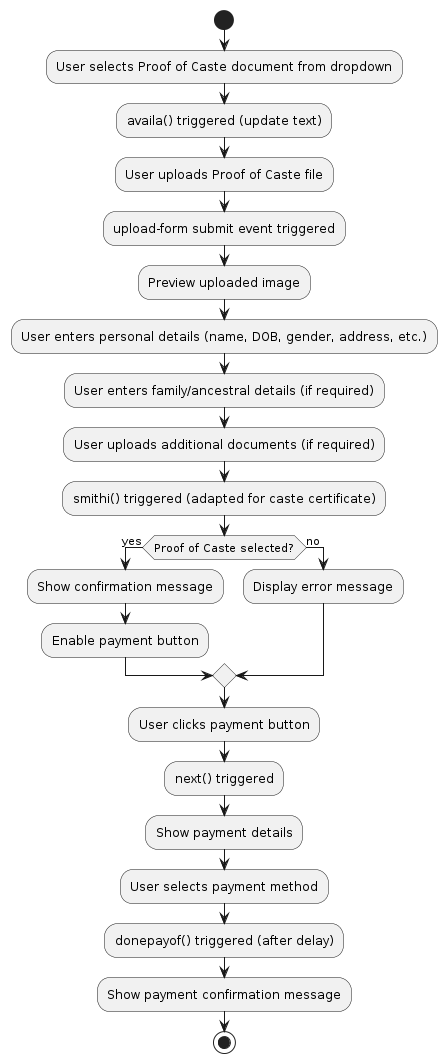 User selects Proof of Caste document from dropdown
availa() triggered (update text)
User uploads Proof of Caste file
upload-form submit event triggered
Preview uploaded image
User enters personal details (name, DOB, gender, address, etc.)
User enters family/ancestral details (if required)
User uploads additional documents (if required)
smithi() triggered (adapted for caste certificate)
yes
Proof of Caste selected?
no
Show confirmation message
Display error message
Enable payment button
User clicks payment button
next() triggered
Show payment details
User selects payment method
donepayof() triggered (after delay)
Show payment confirmation message